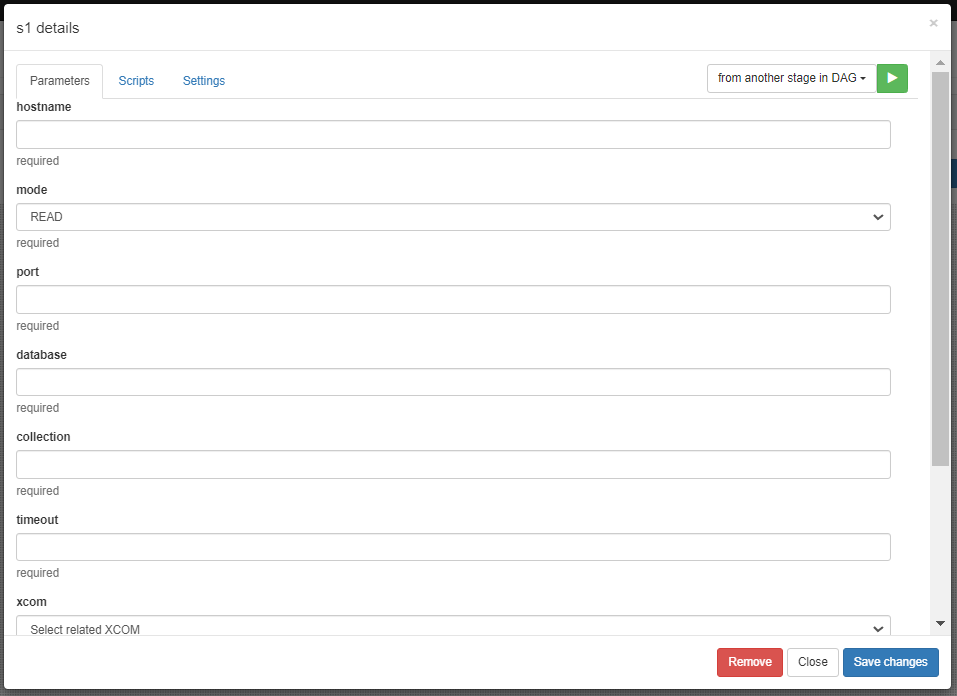 s1 details
×
Parameters Scripts Settings from another stage in DAG
hostname
required
mode
READ
required
port
required
database
required
collection
required
timeout
required
xcom
Select related XCOM
Remove Close Save changes